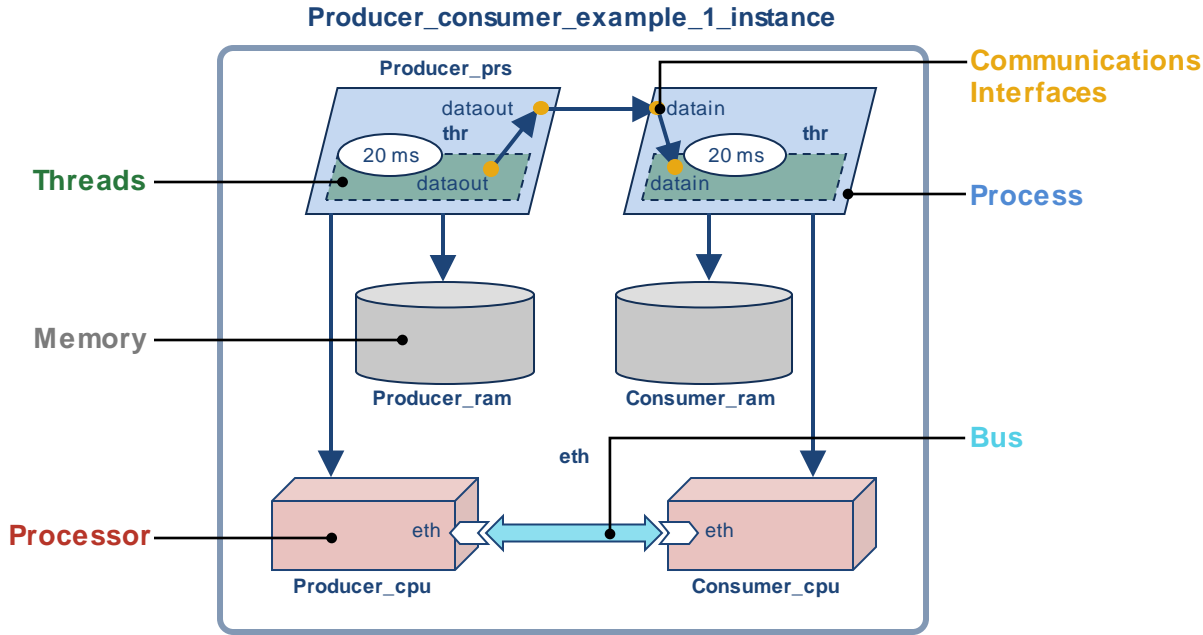 Producer_consumer_example_1_instance
Producer_prs
Communications
Interfaces
dataout
datain
thr
thr
20 ms
20 ms
Threads
dataout
datain
Process
Memory
Producer_ram
Consumer_ram
Bus
eth
Processor
eth
eth
Producer_cpu
Consumer_cpu